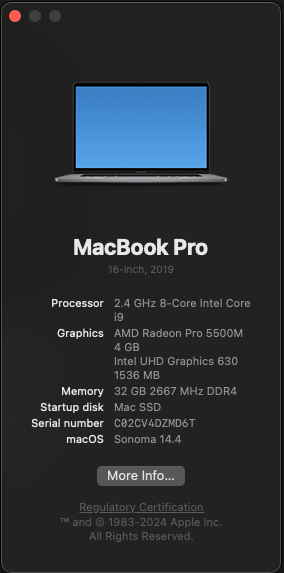 MacBook Pro
16-inch, 2019
Processor 2.4 GHz 8-Core Intel Core
i9
Graphics AMD Radeon Pro 5500M
4 GB
Intel UHD Graphics 630
1536 MB
Memory 32 GB 2667 MHz DDR4
Startup disk Mac SSD
Serial number C02CV4DZMD6T
macOS Sonoma 14.4
More Info...
Regulatory Certification
™ and © 1983-2024 Apple Inc.
All Rights Reserved.